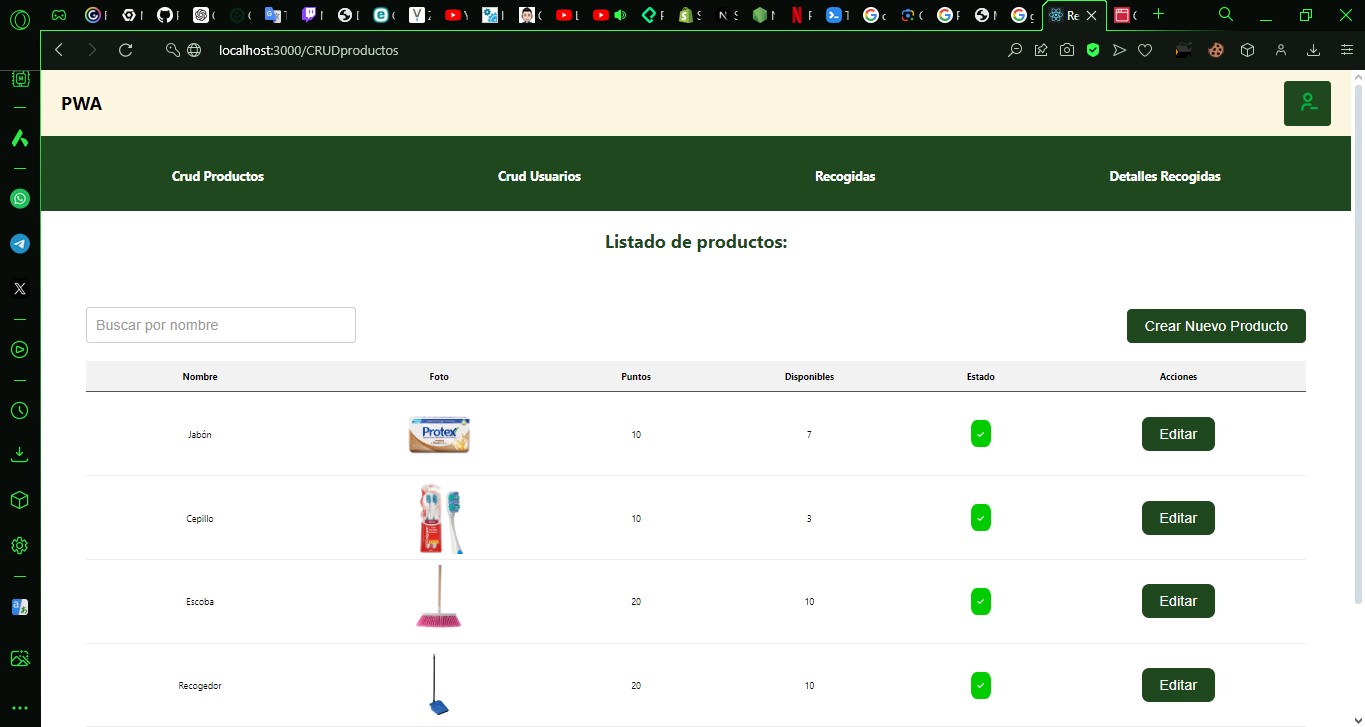 localhost:3000/CRUDproductos
PWA
Crud Productos Crud Usuarios Recogidas Detalles Recogidas
Listado de productos:
Buscar por nombre Crear Nuevo Producto
Nombre Foto Puntos Disponibles Estado Acciones
Jabón Protex 10 7 Editar
Cepillo 10 3 Editar
Escoba 20 10 Editar
Recogedor 20 10 Editar